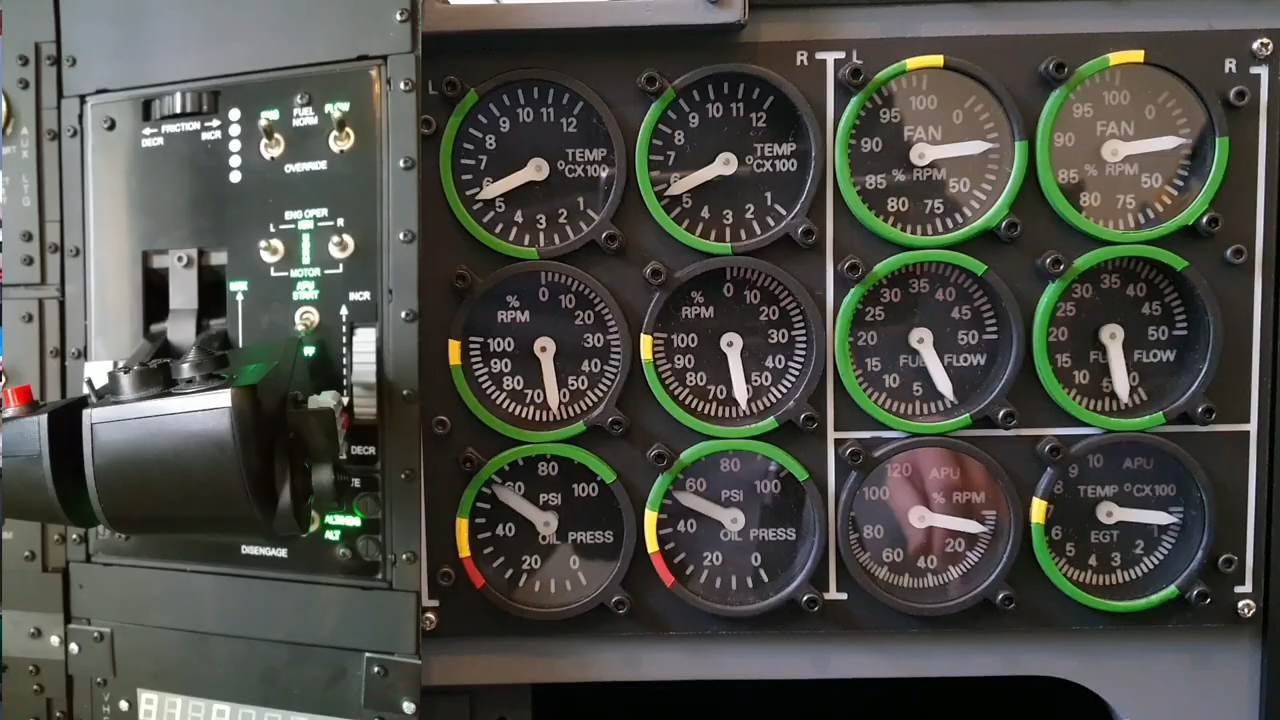 FUEL
NORM
FLOW
FRICTION
DECR
INCR
OVERRIDE
ENG OPER
L
R
MOTOR
APU
START
MAX
INCR
DECR
DISENGAGE
ALT
L
9 10 11 12
8
7
6
5 4 3 2 1
TEMP
°CX100
9 10 11 12
8
7
6
5 4 3 2 1
TEMP
°CX100
R
L
100
95 0
FAN
90
% RPM
85 50
80 75
100
95 0
FAN
90
% RPM
85 50
80 75
R
%
RPM
0 10
20
100 30
90 40
80 50
70
%
RPM
0 10
20
100 30
90 40
80 50
70
35 40
30 45
25
20 50
FUEL FLOW
15
10 5
35 40
30 45
25
20 50
FUEL FLOW
15
10 5
80
60 PSI 100
40 OIL PRESS
20 0
80
60 PSI 100
40 OIL PRESS
20 0
120 APU
100 % RPM
80
60 40 20
9 10 APU
8 TEMP °CX100
7
6 EGT
5 4 3 2 1